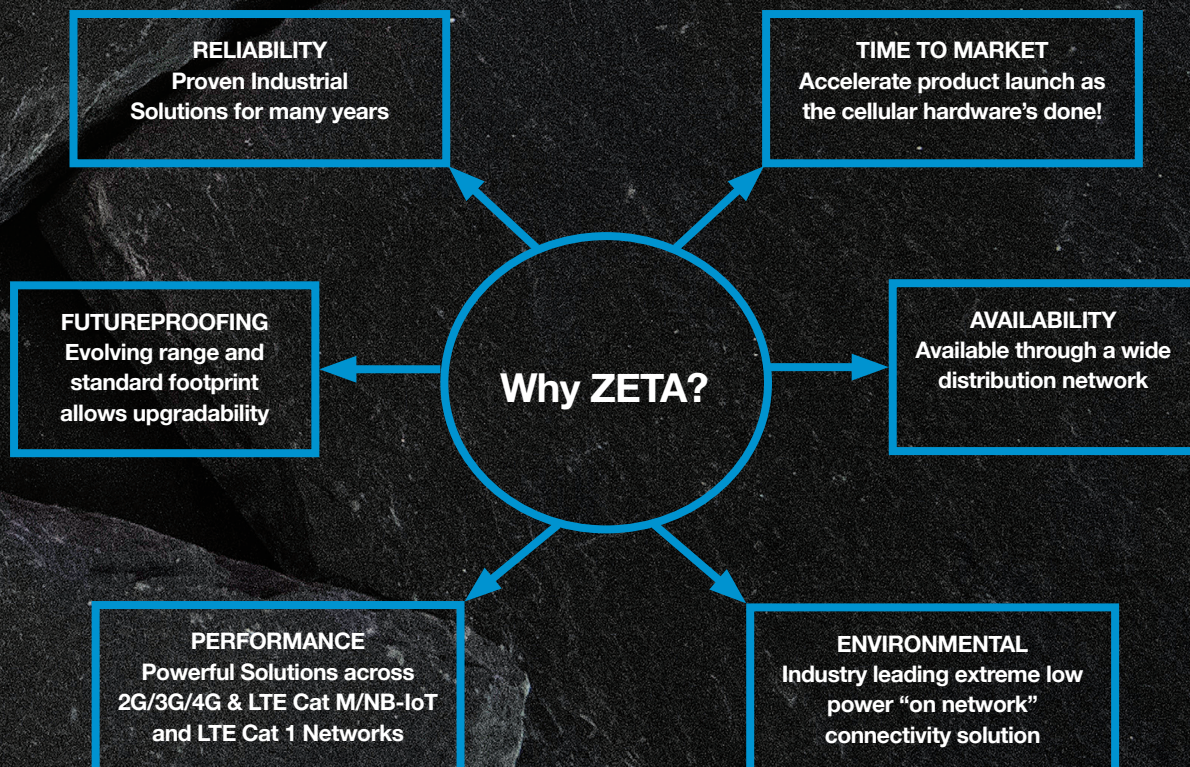 RELIABILITY
Proven Industrial
Solutions for many years
TIME TO MARKET
Accelerate product launch as
the cellular hardware's done!
FUTUREPROOFING
Evolving range and
standard footprint
allows upgradability
Why ZETA?
AVAILABILITY
Available through a wide
distribution network
PERFORMANCE
Powerful Solutions across
2G/3G/4G & LTE Cat M/NB-IoT
and LTE Cat 1 Networks
ENVIRONMENTAL
Industry leading extreme low
power “on network”
connectivity solution